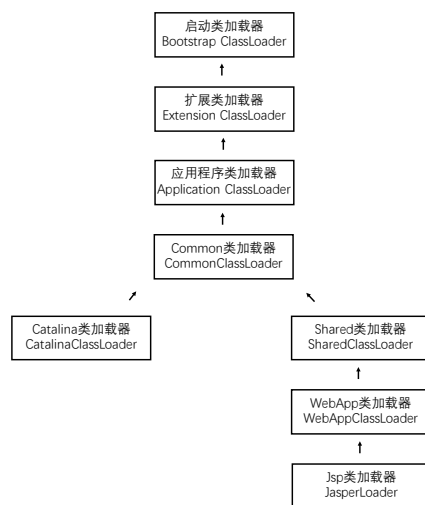 启动类加载器
Bootstrap ClassLoader
扩展类加载器
Extension ClassLoader
应用程序类加载器
Application ClassLoader
Common类加载器
CommonClassLoader
Catalina类加载器
CatalinaClassLoader
Shared类加载器
SharedClassLoader
WebApp类加载器
WebAppClassLoader
Jsp类加载器
JasperLoader